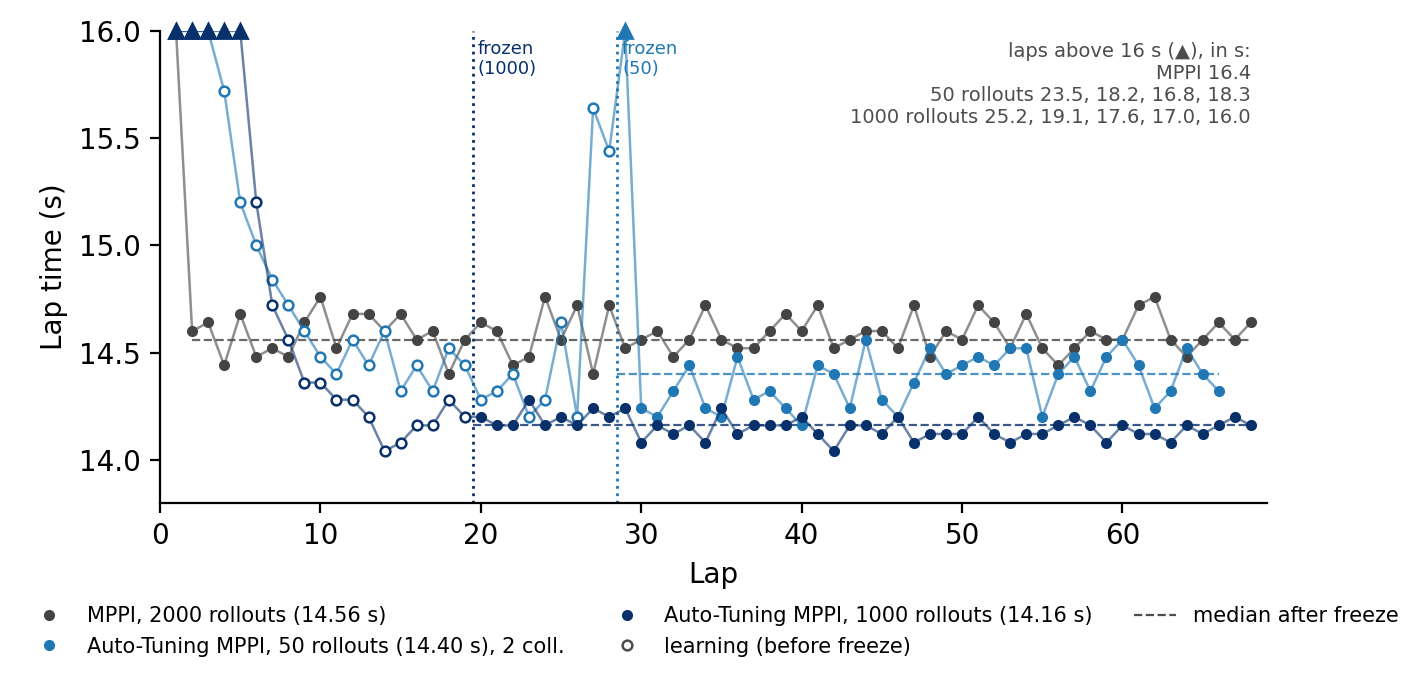 16.0
15.5
15.0
14.5
14.0
Lap time (s)
frozen
(1000)
frozen
(50)
laps above 16 s (▲), in s:
MPPI 16.4
50 rollouts 23.5, 18.2, 16.8, 18.3
1000 rollouts 25.2, 19.1, 17.6, 17.0, 16.0
0 10 20 30 40 50 60
Lap
MPPI, 2000 rollouts (14.56 s)
Auto-Tuning MPPI, 50 rollouts (14.40 s), 2 coll.
Auto-Tuning MPPI, 1000 rollouts (14.16 s)
learning (before freeze)
median after freeze